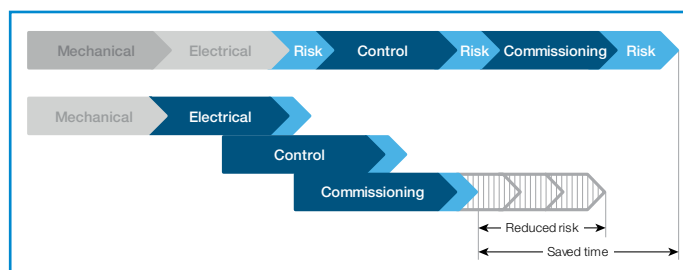 Mechanical Electrical Risk Control Risk Commissioning Risk
Mechanical Electrical
Control
Commissioning
Reduced risk
Saved time